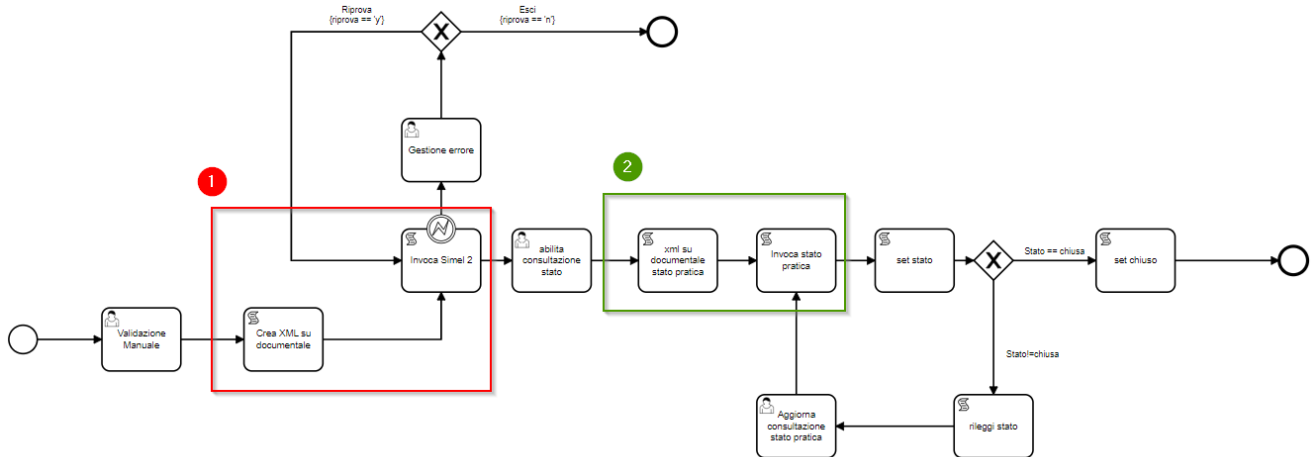 Riprova
{riprova == 'y'}
Esci
{riprova == 'n'}
Gestione errore
1
2
Invoca Simel 2
abilita
consultazione
stato
xml su
documentale
stato pratica
Invoca stato
pratica
set stato
Stato == chiusa
set chiuso
Validazione
Manuale
Crea XML su
documentale
Stato!=chiusa
Aggiorna
consultazione
stato pratica
rileggi stato